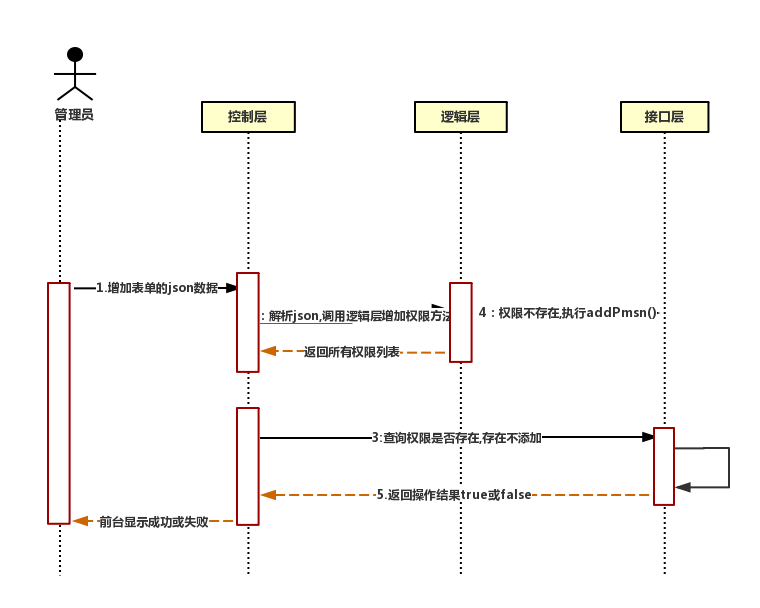 管理员
控制层
逻辑层
接口层
1.增加表单的json数据
: 解析json,调用逻辑层增加权限方法
4：权限不存在,执行addPmsn()
返回所有权限列表
3:查询权限是否存在,存在不添加
5.返回操作结果true或false
前台显示成功或失败